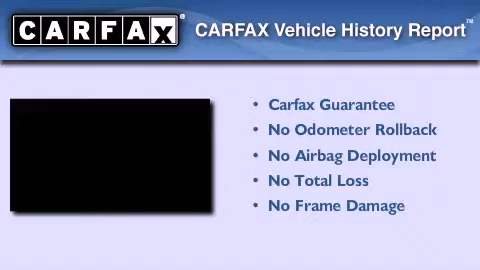 CARFAX® CARFAX Vehicle History Report™
• Carfax Guarantee
• No Odometer Rollback
• No Airbag Deployment
• No Total Loss
• No Frame Damage